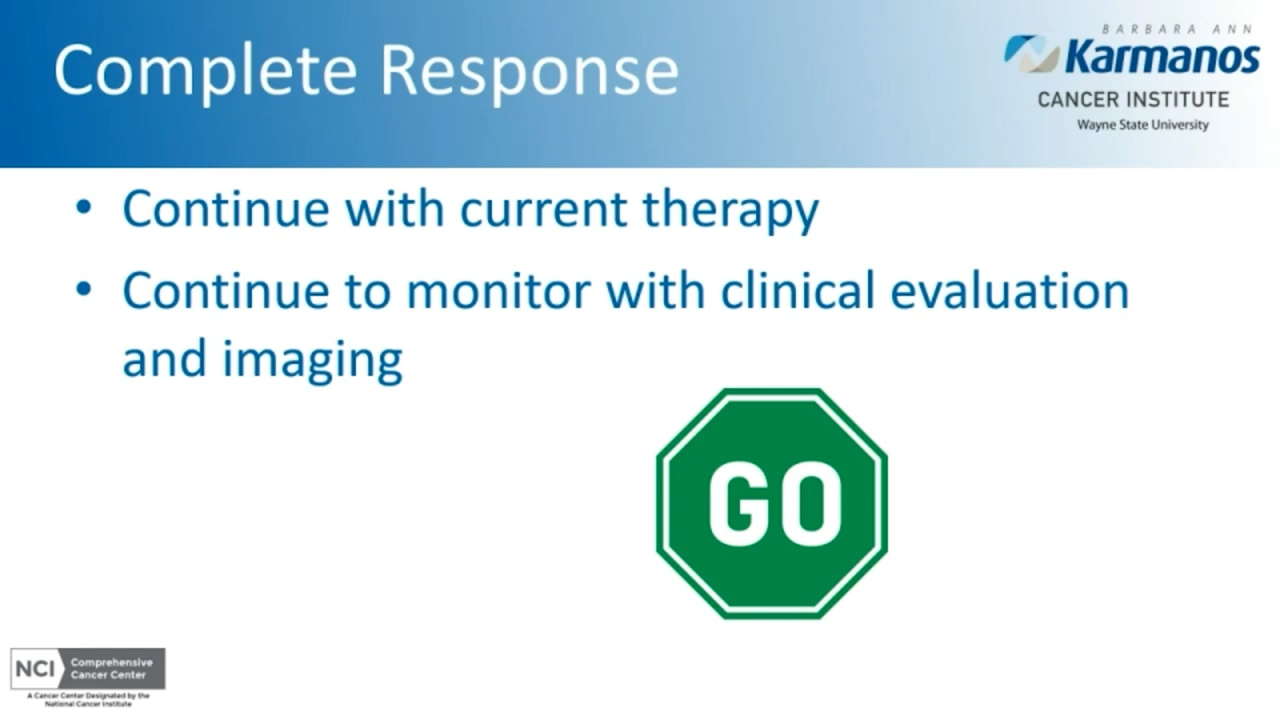 Complete Response
BARBARA ANN
Karmanos
CANCER INSTITUTE
Wayne State University
• Continue with current therapy
• Continue to monitor with clinical evaluation
and imaging
GO
NCI Comprehensive
Cancer Center
A Cancer Center Designated by the
National Cancer Institute